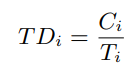 TD_i = \frac{C_i}{T_i}